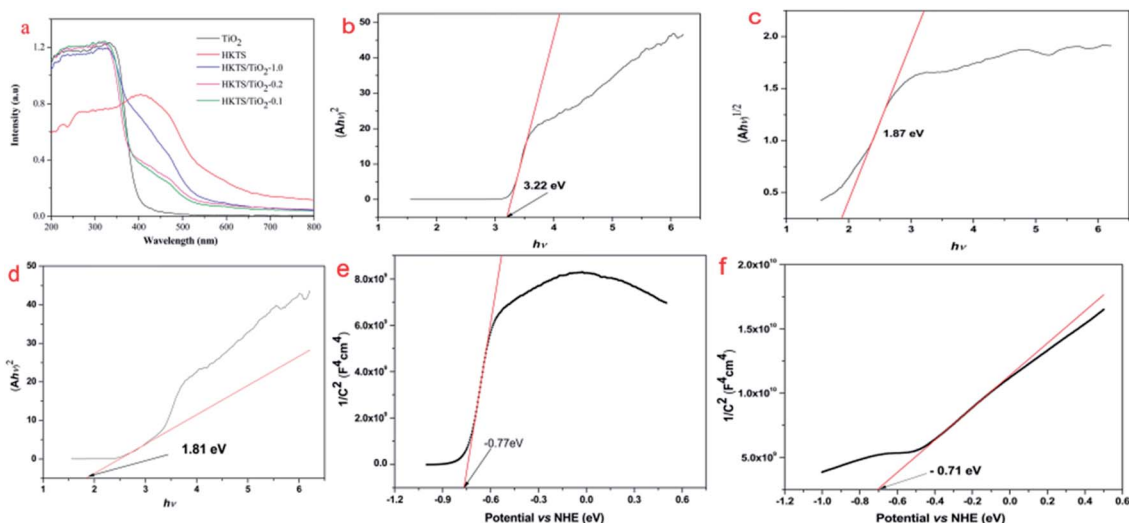 a
1.2
0.8
0.4
0.0
200 300 400 500 600 700 800
Intensity (a.u)
Wavelength (nm)
TiO2
HKTS
HKTS/TiO2-1.0
HKTS/TiO2-0.2
HKTS/TiO2-0.1
b
50
40
30
20
10
0
1 2 3 4 5 6
(Ahν)2
hν
3.22 eV
c
2.0
1.5
1.0
0.5
1 2 3 4 5 6
(Ahν)1/2
hν
1.87 eV
d
50
40
30
20
10
0
1 2 3 4 5 6
(Ahν)2
hν
1.81 eV
e
8.0x109
6.0x109
4.0x109
2.0x109
0.0
-1.2 -0.9 -0.6 -0.3 0.0 0.3 0.6
1/C2 (F4cm4)
Potential vs NHE (eV)
-0.77eV
f
2.0x1010
1.5x1010
1.0x1010
5.0x109
-1.2 -1.0 -0.8 -0.6 -0.4 -0.2 0.0 0.2 0.4 0.6
1/C2 (F4cm4)
Potential vs NHE (eV)
- 0.71 eV